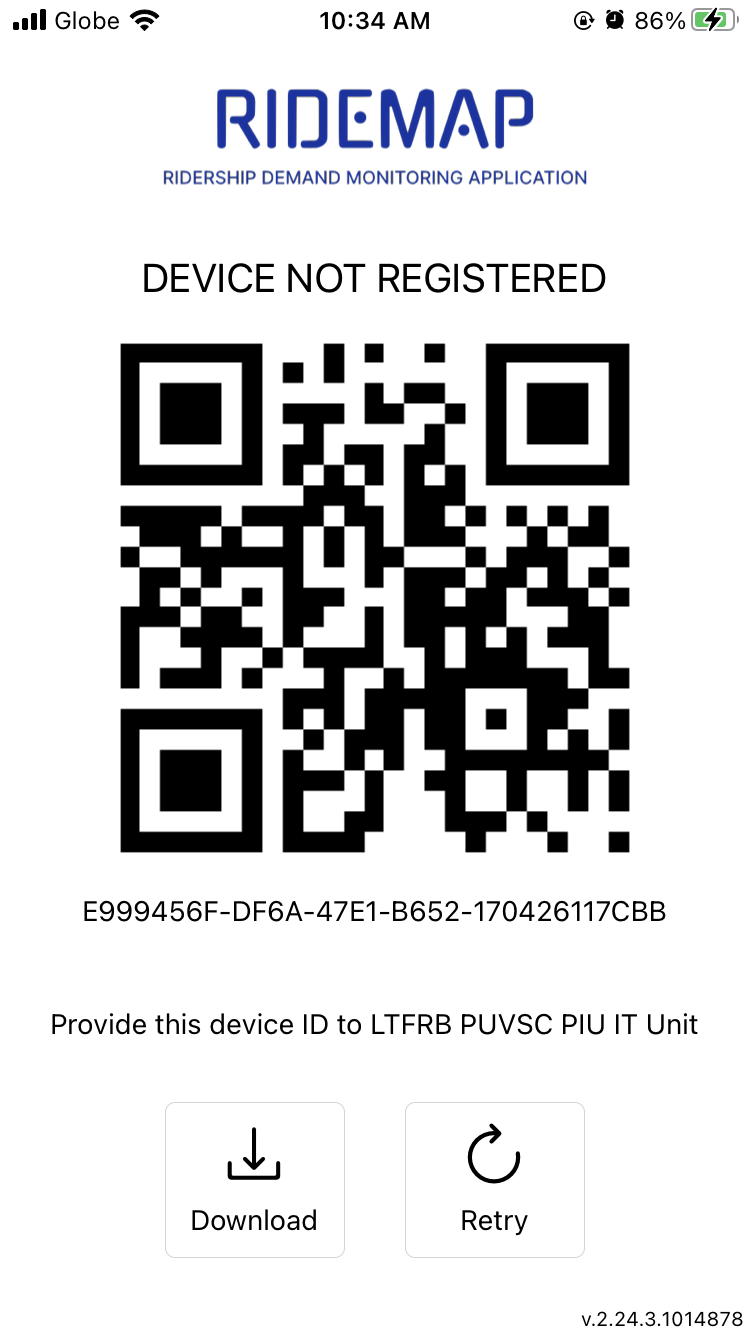 Globe 10:34 AM 86%
RIDEMAP
RIDERSHIP DEMAND MONITORING APPLICATION
DEVICE NOT REGISTERED
E999456F-DF6A-47E1-B652-170426117CBB
Provide this device ID to LTFRB PUVSC PIU IT Unit
Download Retry
v.2.24.3.1014878